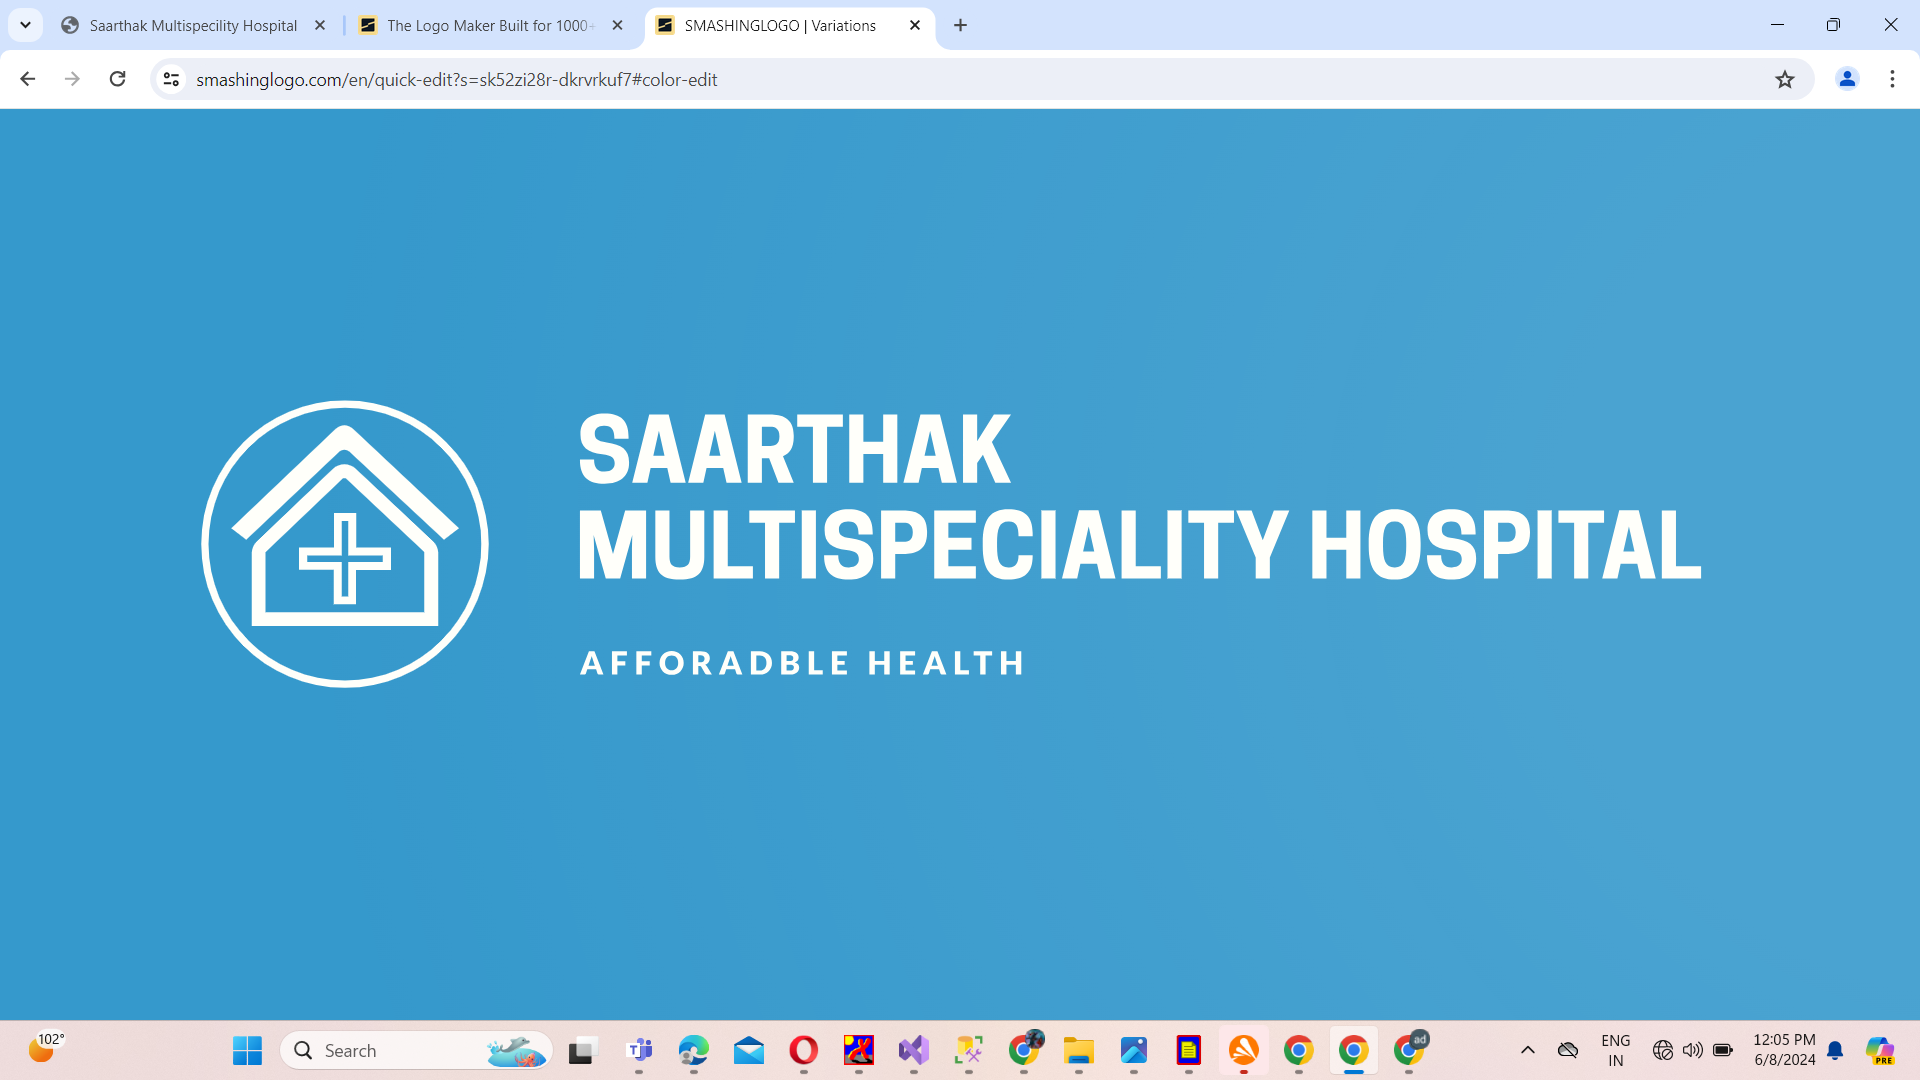 Saarthak Multispecility Hospital
The Logo Maker Built for 1000+
SMASHINGLOGO | Variations
smashinglogo.com/en/quick-edit?s=sk52zi28r-dkrvrkuf7#color-edit
SAARTHAK
MULTISPECIALITY HOSPITAL
AFFORADBLE HEALTH
102°
Search
ad
ENG
IN
12:05 PM
6/8/2024
PRE